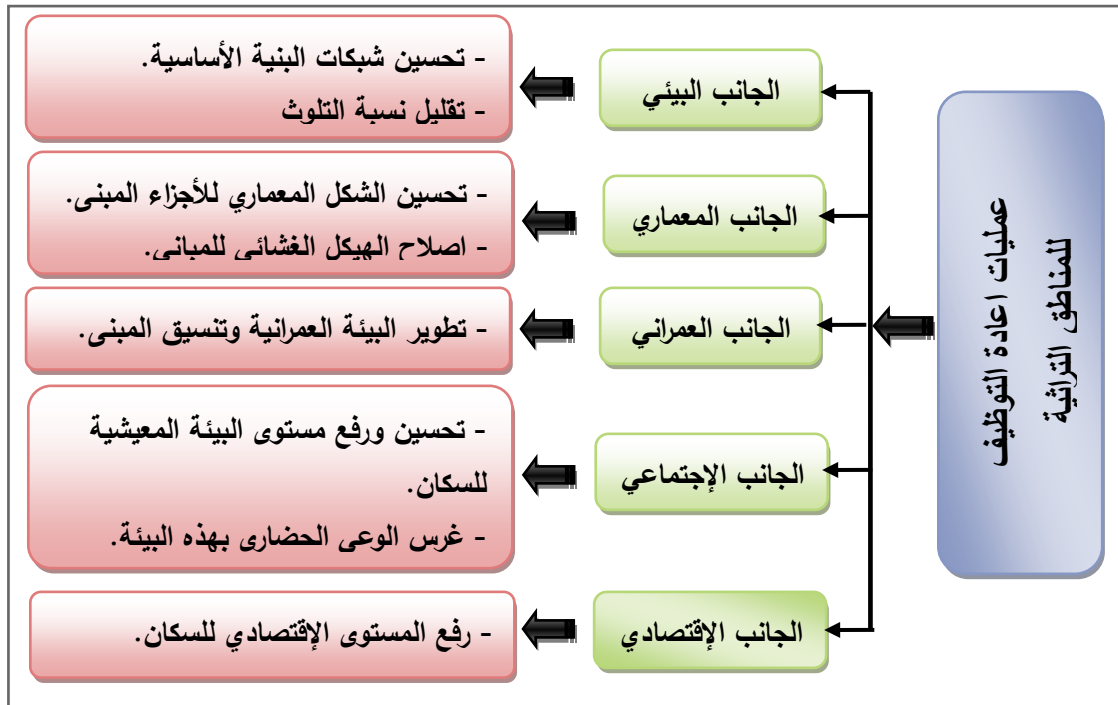 عمليات اعادة التوظيف
للمناطق التراثية
الجانب البيئي
- تحسين شبكات البنية الأساسية.
- تقليل نسبة التلوث
الجانب المعماري
- تحسين الشكل المعماري للأجزاء المبنى.
- اصلاح الهيكل الغشائى للمبانى.
الجانب العمراني
- تطوير البيئة العمرانية وتنسيق المبنى.
الجانب الإجتماعي
- تحسين ورفع مستوى البيئة المعيشية
للسكان.
- غرس الوعى الحضارى بهذه البيئة.
الجانب الإقتصادي
- رفع المستوى الإقتصادي للسكان.